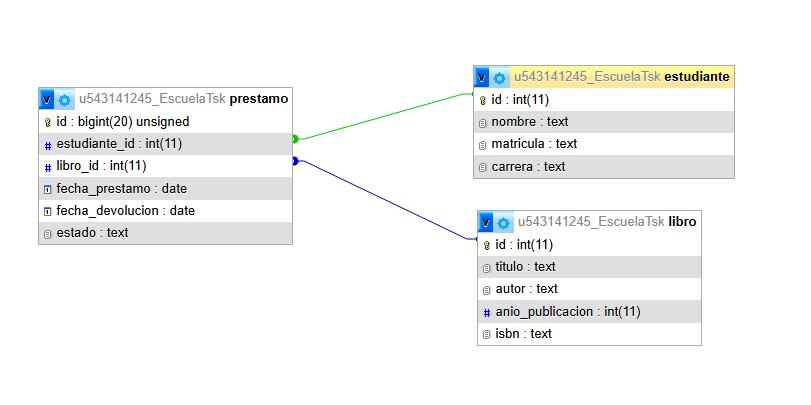 u543141245_EscuelaTsk prestamo
id : bigint(20) unsigned
estudiante_id : int(11)
libro_id : int(11)
fecha_prestamo : date
fecha_devolucion : date
estado : text
u543141245_EscuelaTsk estudiante
id : int(11)
nombre : text
matricula : text
carrera : text
u543141245_EscuelaTsk libro
id : int(11)
titulo : text
autor : text
anio_publicacion : int(11)
isbn : text